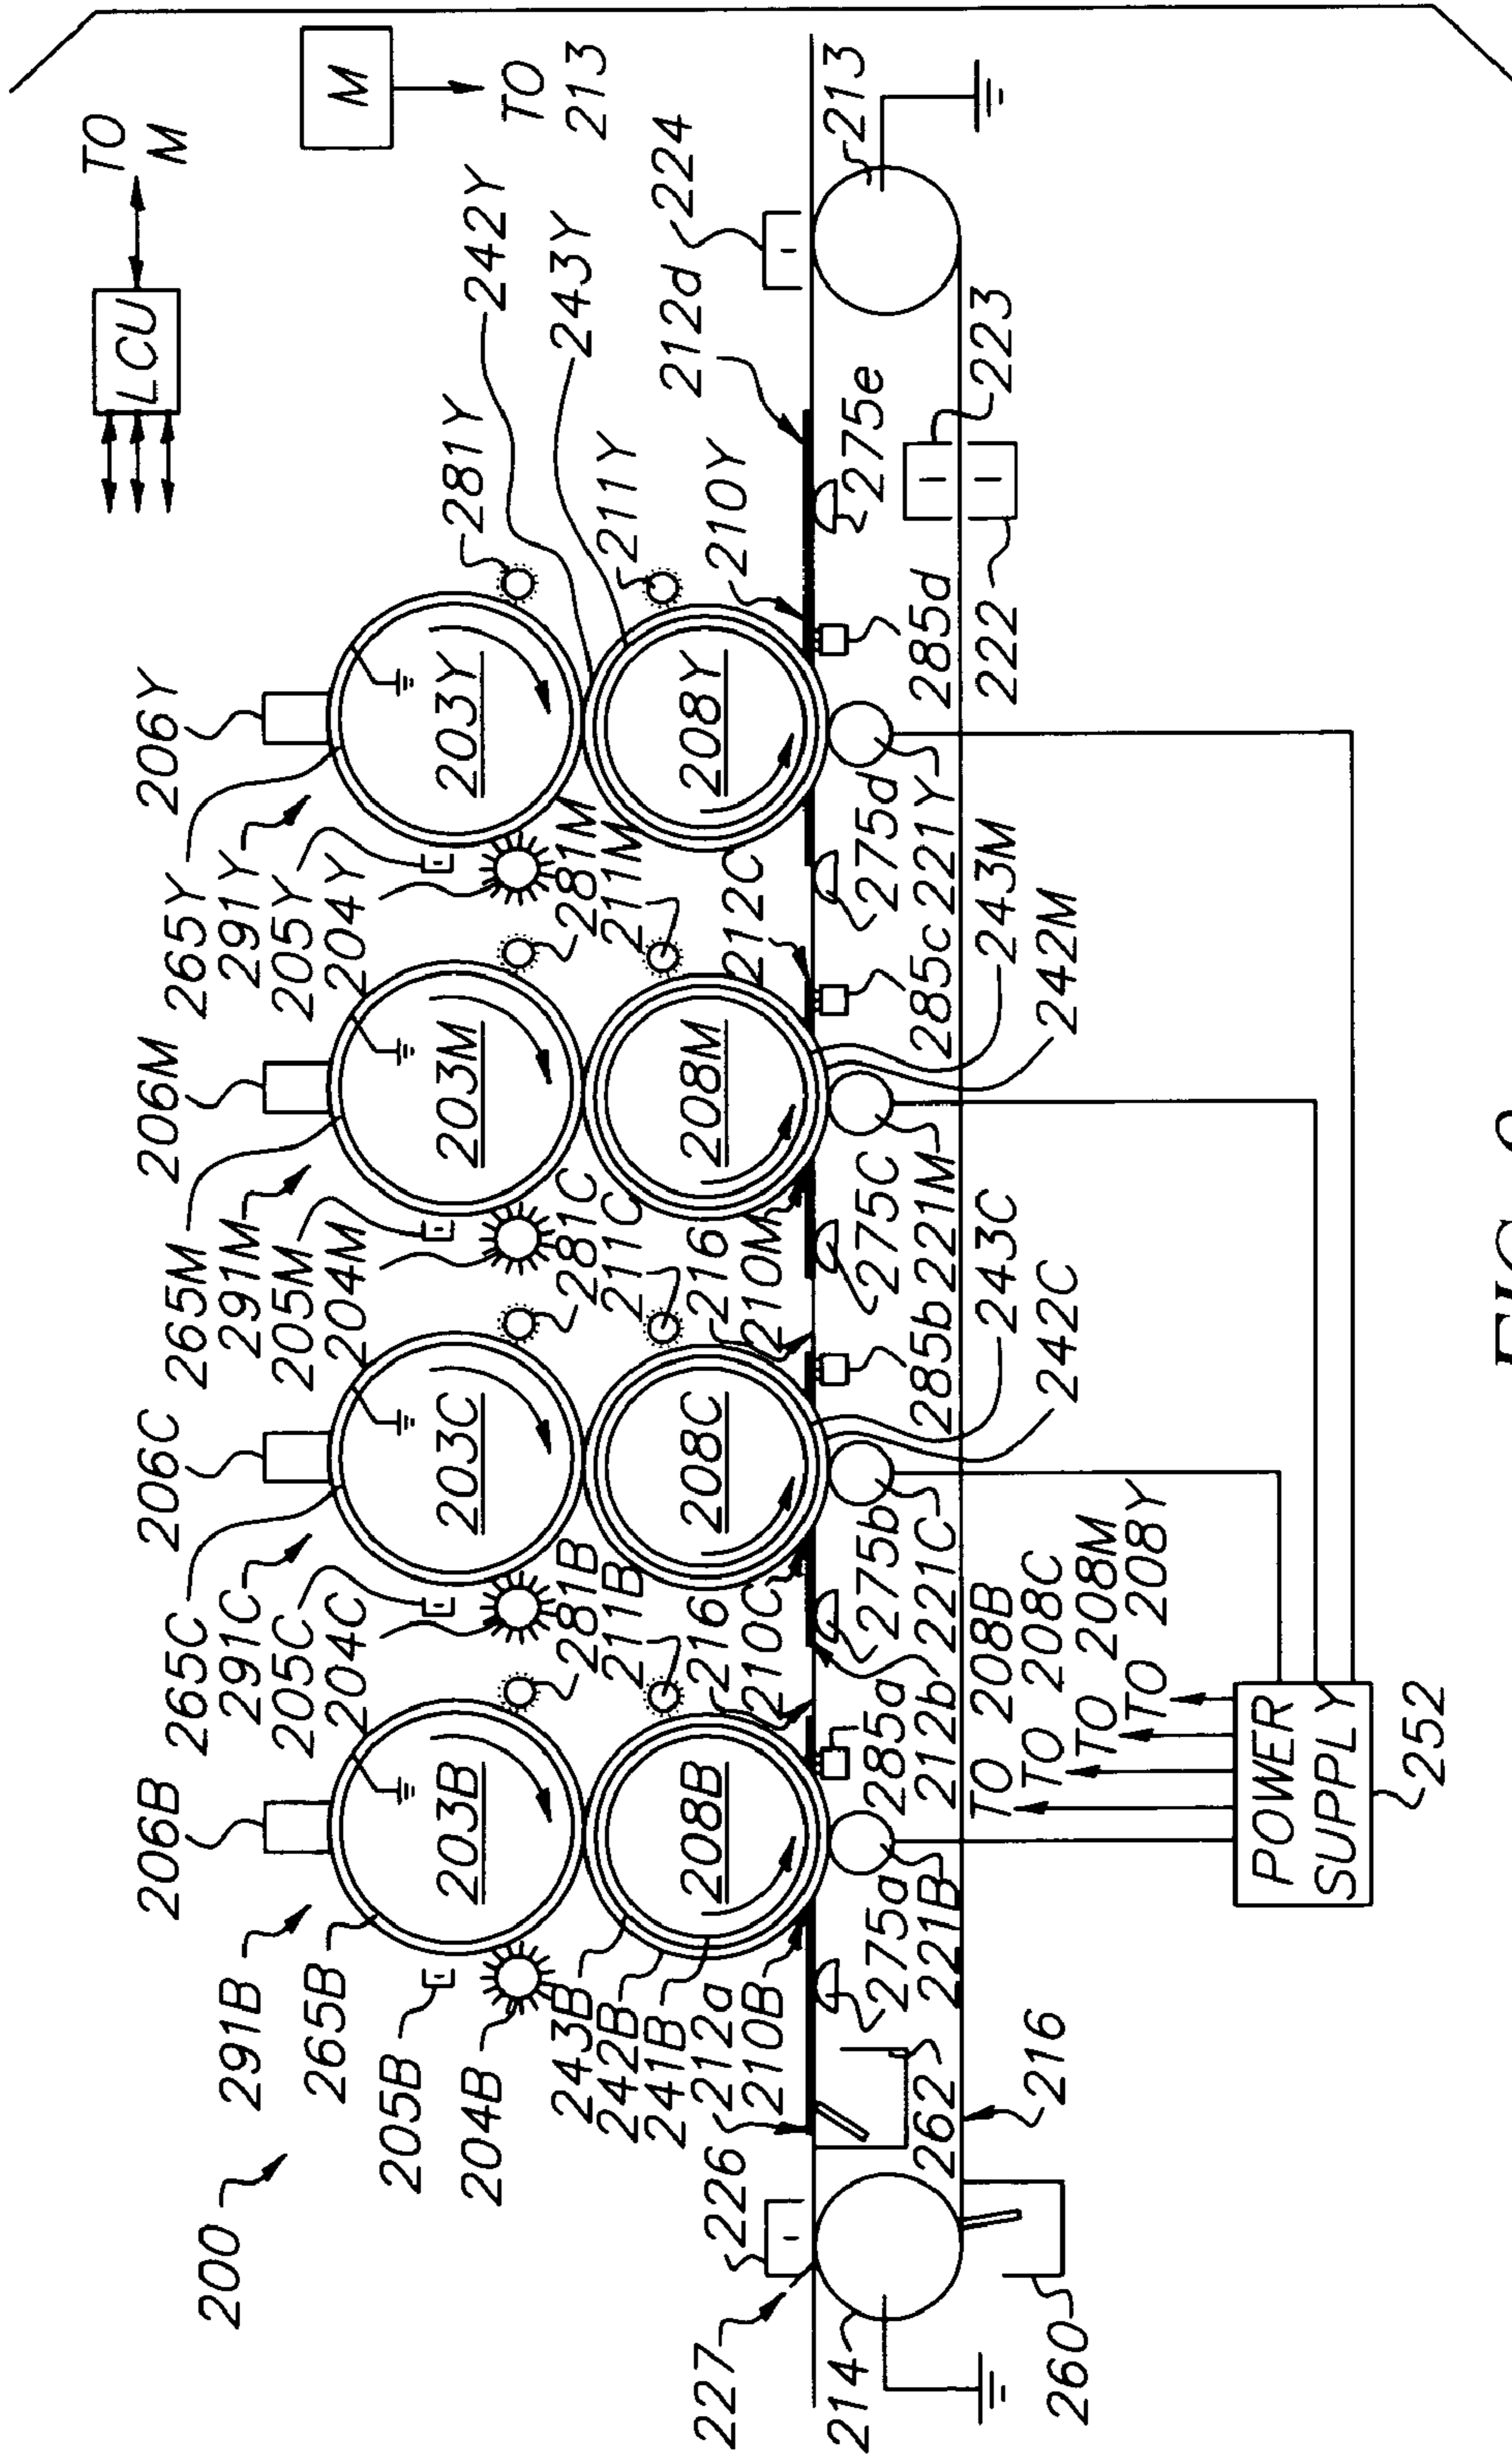 200
291B
206B
265B
205B
204B
203B
243B
242B
241B
212a
210B
208B
226
227
214
260
262
216
275a
221B
285a
212b
281B
211B
216
210C
265C
291C
205C
204C
206C
203C
208C
275b
221C
285b
243C
242C
281C
211C
216
210M
265M
291M
205M
204M
206M
203M
208M
275C
221M
285c
243M
242M
281M
211M
212C
265Y
291Y
205Y
204Y
206Y
203Y
208Y
275d
221Y
285d
222
223
281Y
242Y
243Y
211Y
210Y
212d
275e
224
213
LCU
TO
M
M
TO
213
TO 208B
TO 208C
TO 208M
TO 208Y
POWER
SUPPLY
252